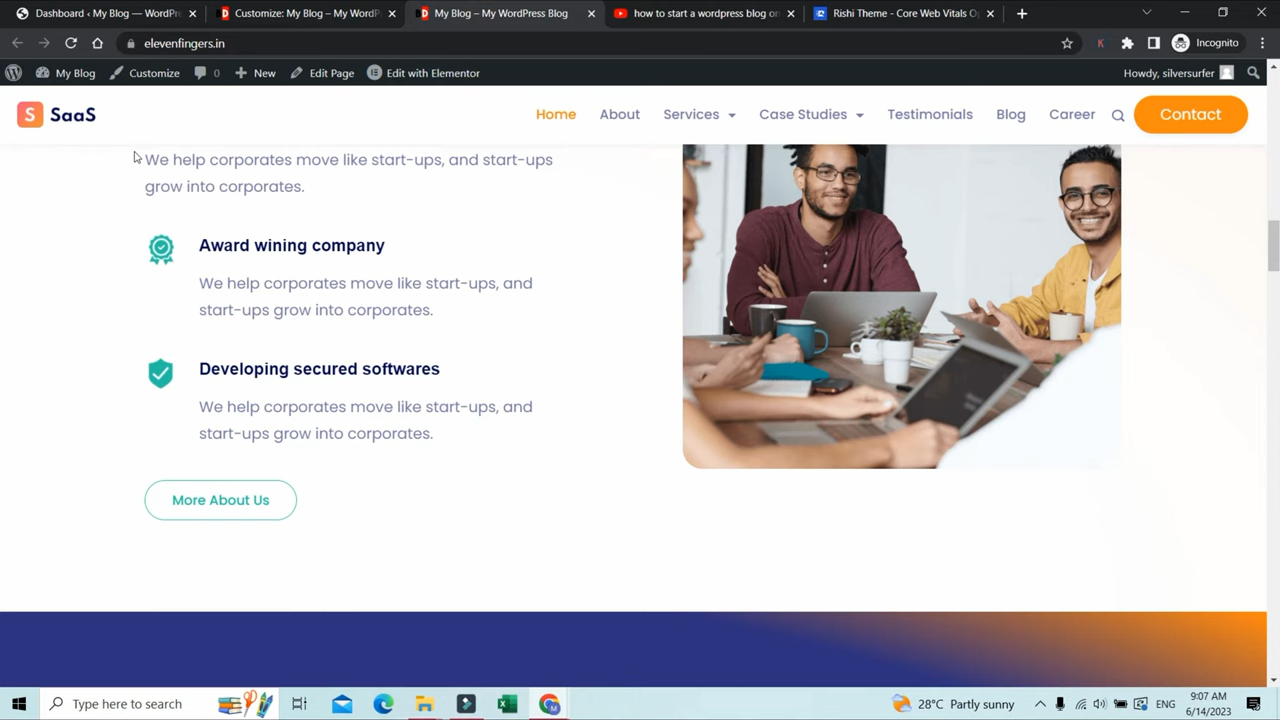 Dashboard ‹ My Blog — WordPr
Customize: My Blog – My WordP
My Blog – My WordPress Blog
how to start a wordpress blog on
Rishi Theme - Core Web Vitals O
elevenfingers.in
Incognito
My Blog
Customize
0
New
Edit Page
Edit with Elementor
Howdy, silversurfer
S SaaS
Home
About
Services
Case Studies
Testimonials
Blog
Career
Contact
We help corporates move like start-ups, and start-ups
grow into corporates.
Award wining company
We help corporates move like start-ups, and
start-ups grow into corporates.
Developing secured softwares
We help corporates move like start-ups, and
start-ups grow into corporates.
More About Us
Type here to search
28°C Partly sunny
ENG
9:07 AM
6/14/2023